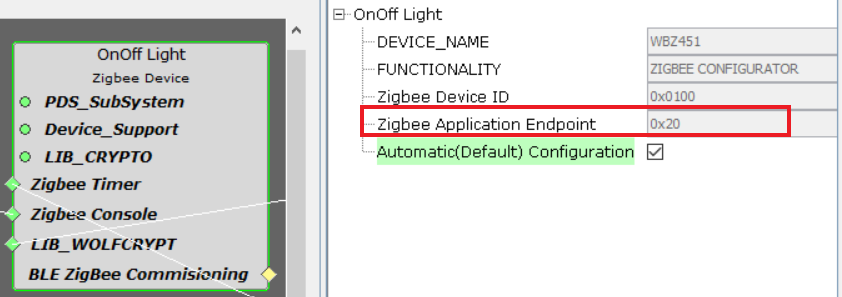 OnOff Light
Zigbee Device
PDS_SubSystem
Device_Support
LIB_CRYPTO
Zigbee Timer
Zigbee Console
LIB_WOLFCRYPT
BLE ZigBee Commisioning
OnOff Light
DEVICE_NAME WBZ451
FUNCTIONALITY ZIGBEE CONFIGURATOR
Zigbee Device ID 0x0100
Zigbee Application Endpoint 0x20
Automatic(Default) Configuration